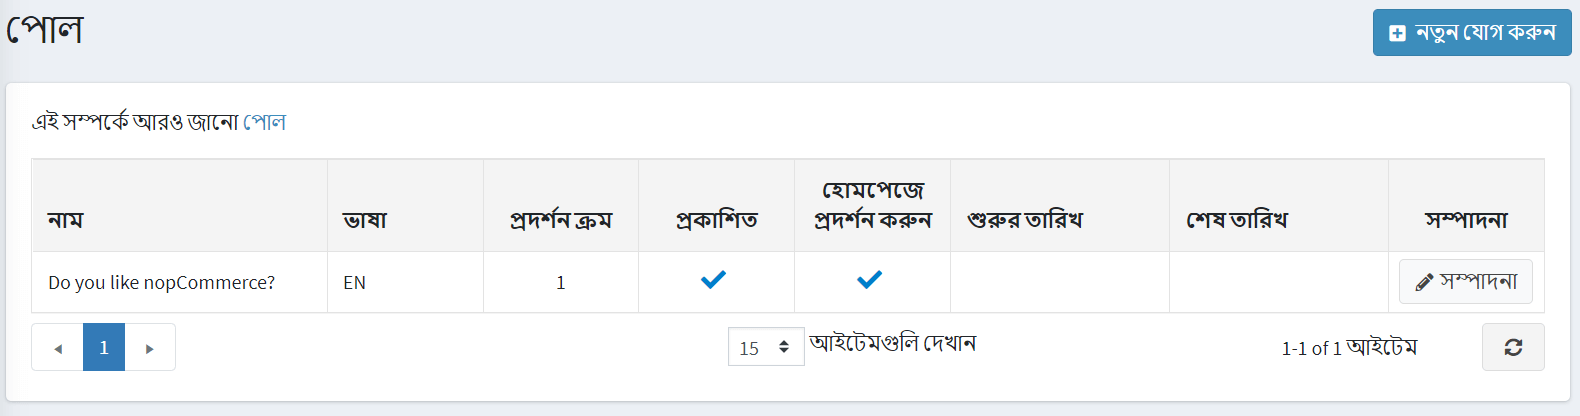 পোল
নতুন যোগ করুন
এই সম্পর্কে আরও জানো পোল
নাম
ভাষা
প্রদর্শন ক্রম
প্রকাশিত
হোমপেজে
প্রদর্শন করুন
শুরুর তারিখ
শেষ তারিখ
সম্পাদনা
Do you like nopCommerce?
EN
1
সম্পাদনা
1
15
আইটেমগুলি দেখান
1-1 of 1 আইটেম